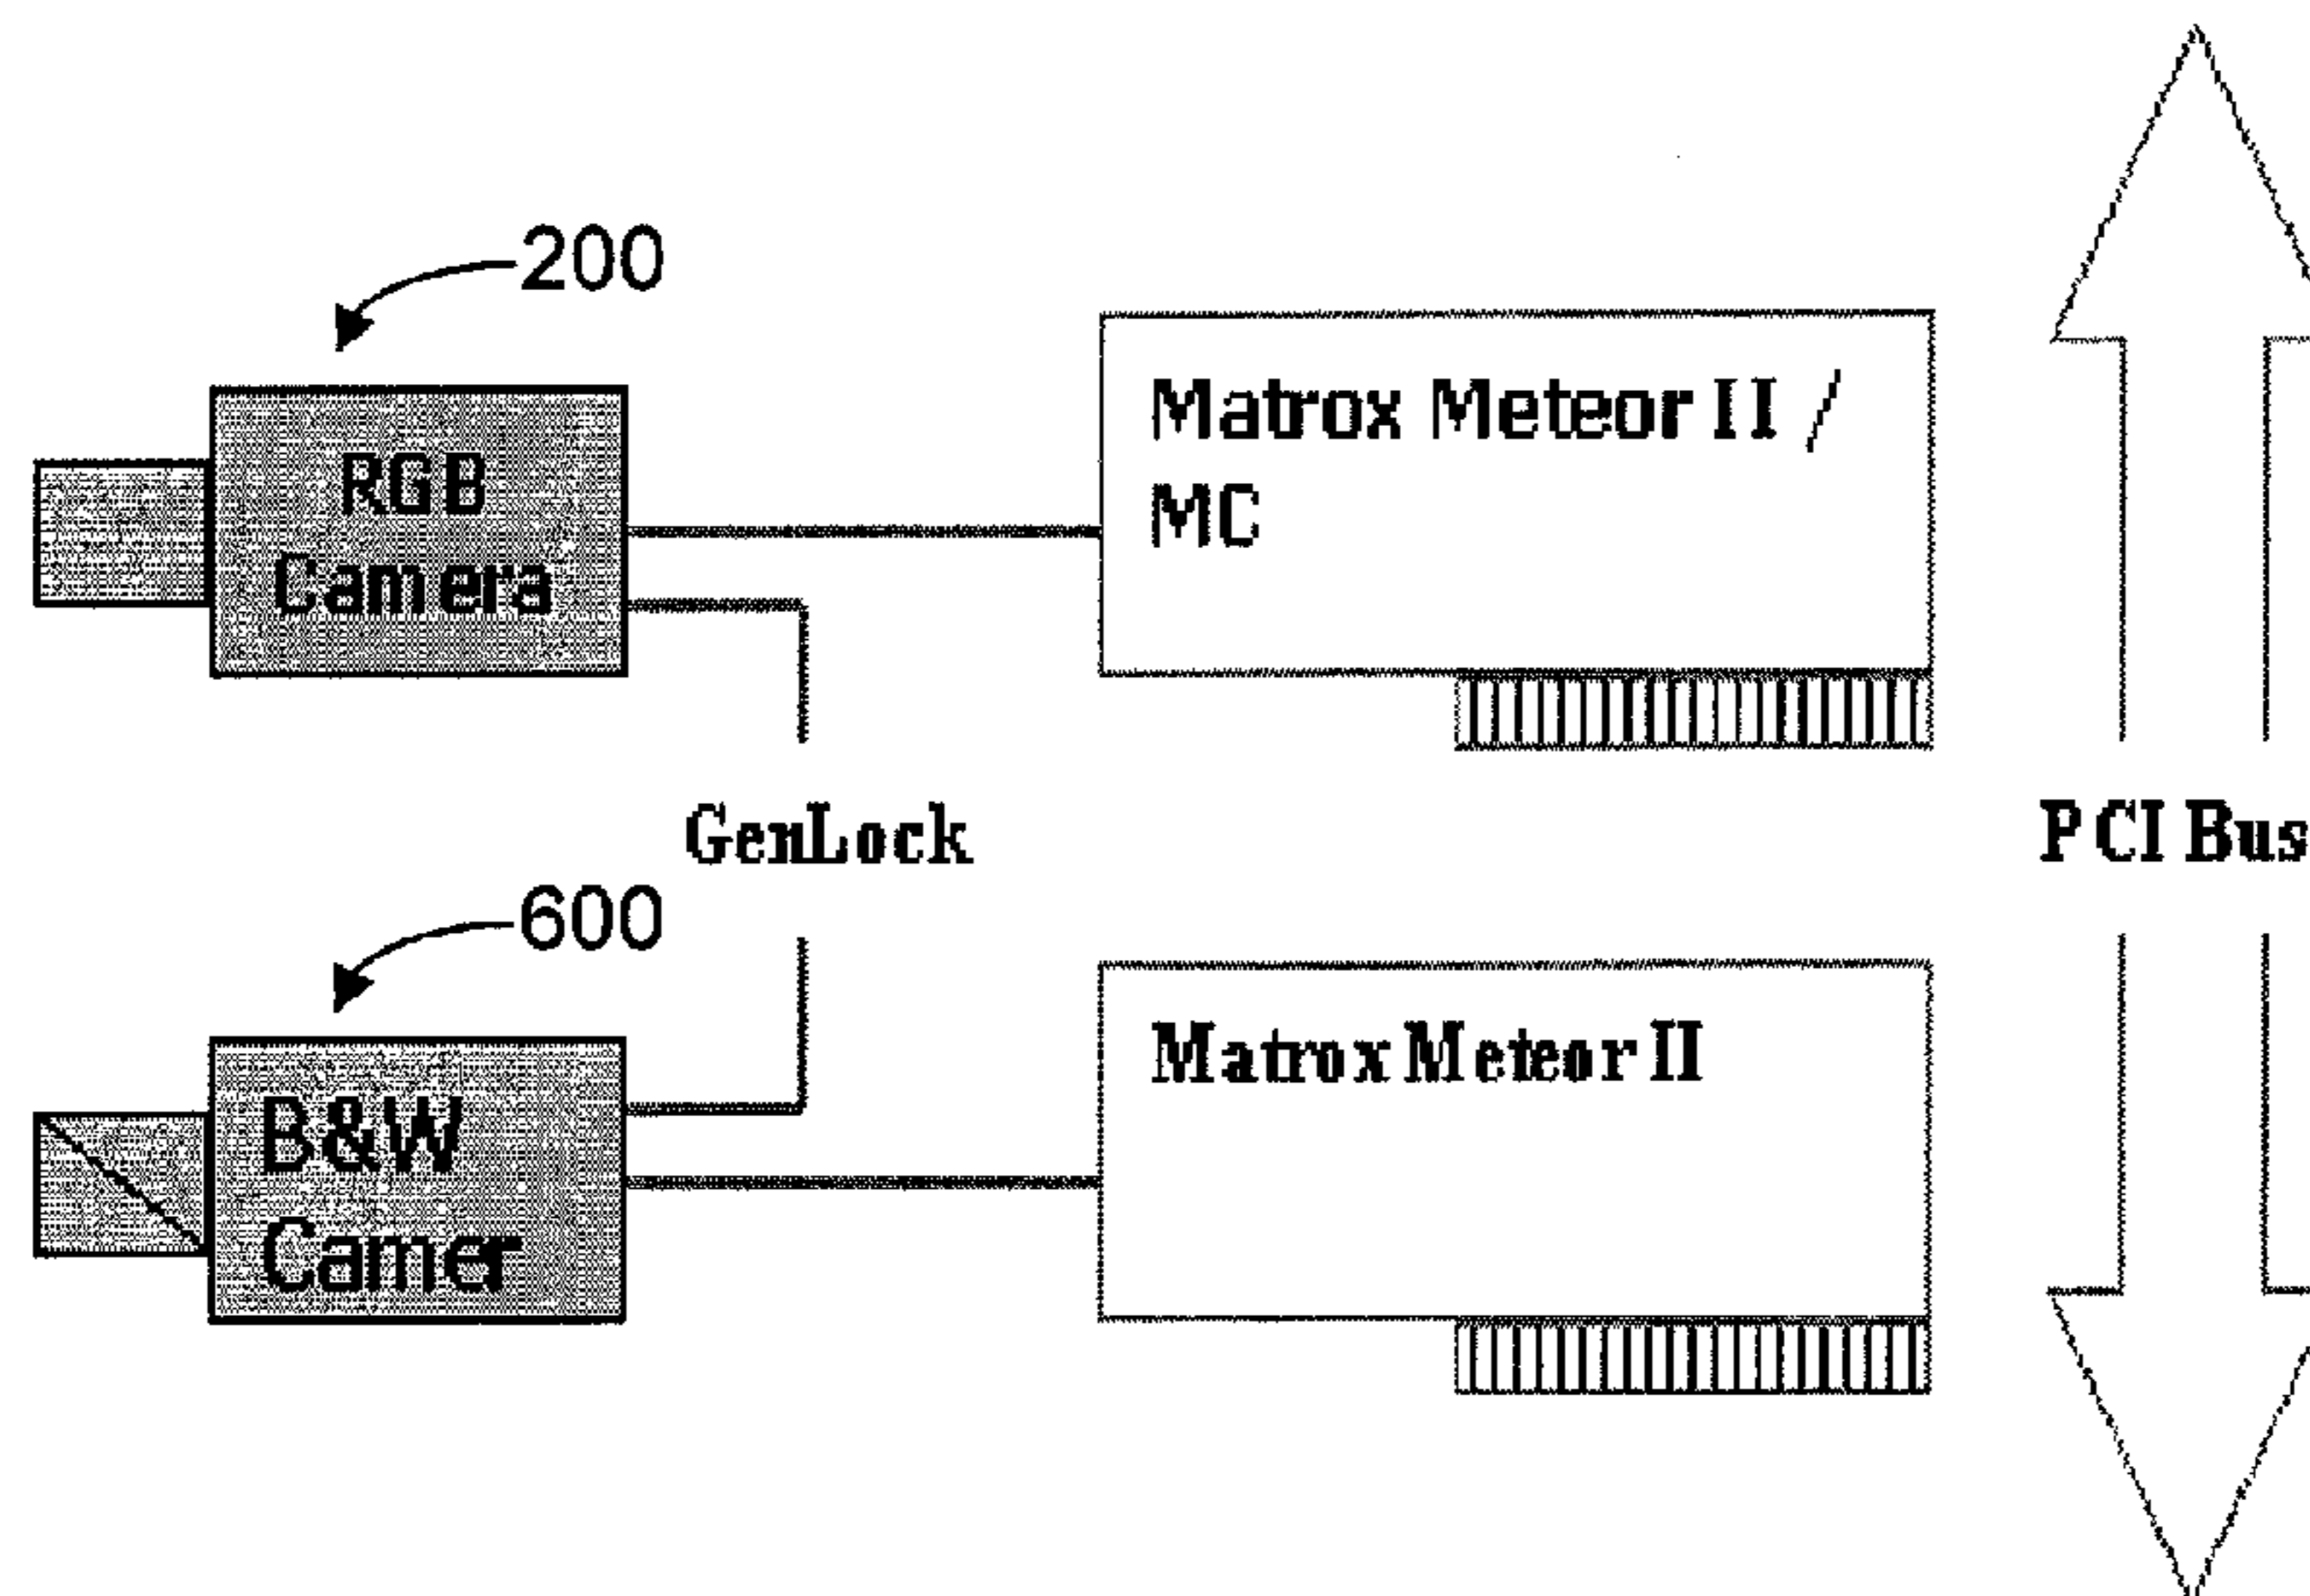 200
RGB
Camera
Matrox Meteor II /
MC
GenLock
PCI Bus
600
B&W
Camer
Matrox Meteor II